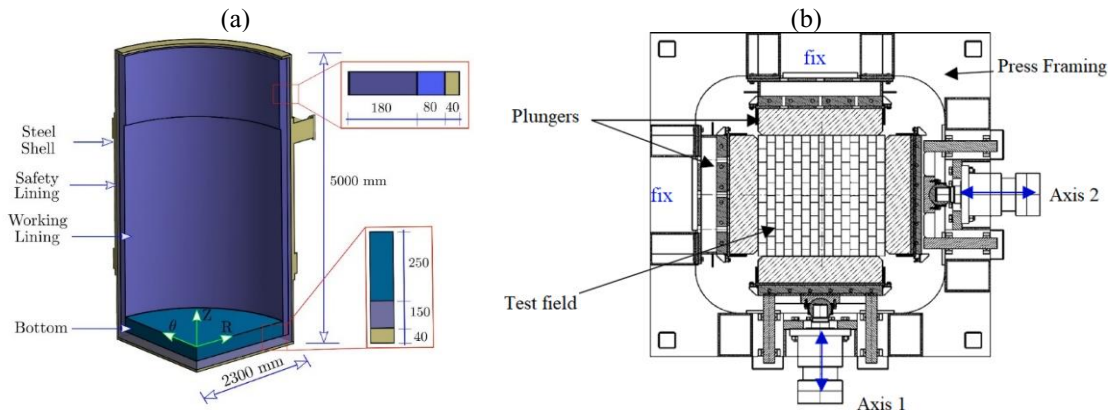 (a)
180
80
40
Steel
Shell
Safety
Lining
Working
Lining
Bottom
5000 mm
250
150
40
Z
θ
R
2300 mm
(b)
fix
Press Framing
Plungers
fix
Axis 2
Test field
Axis 1